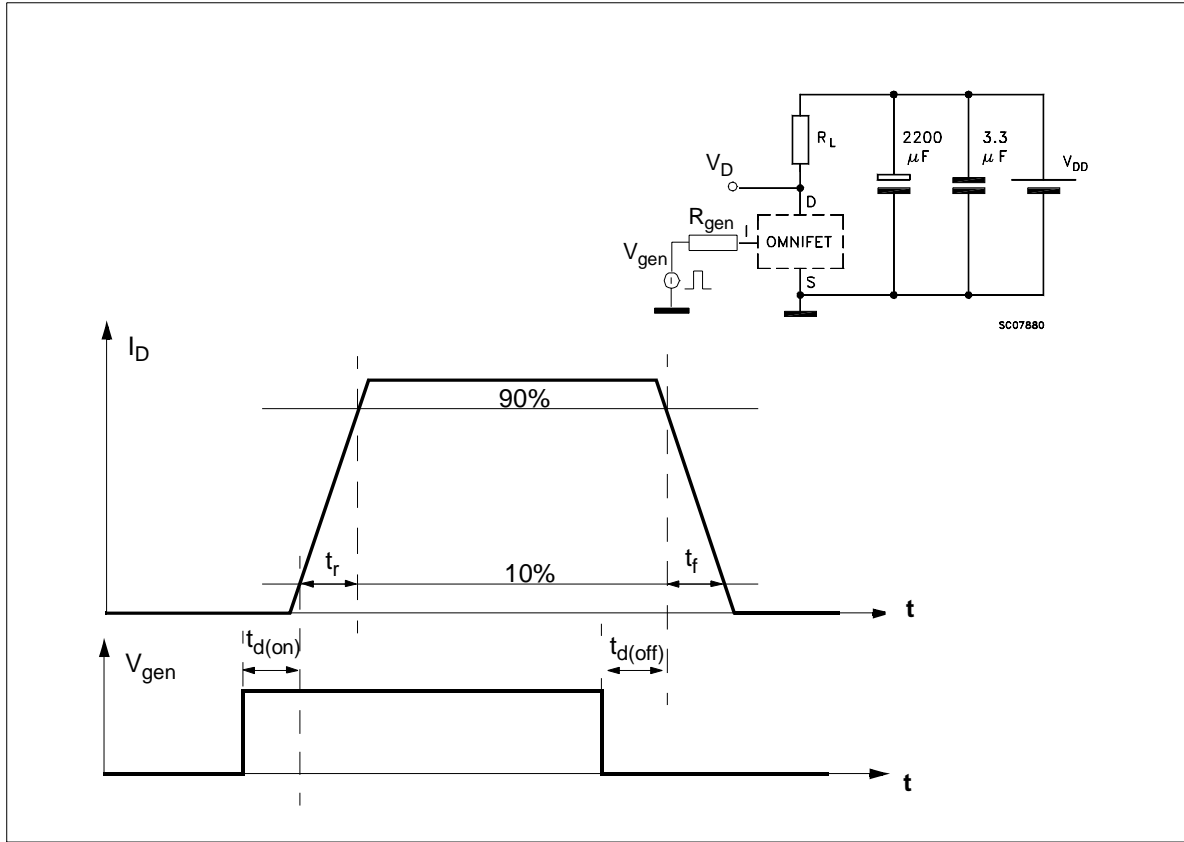 R_L
2200
μF
3.3
μF
V_DD
V_D
D
R_gen
I
OMNIFET
V_gen
S
SC07880
I_D
90%
t_r
10%
t_f
t
t_d(on)
t_d(off)
V_gen
t